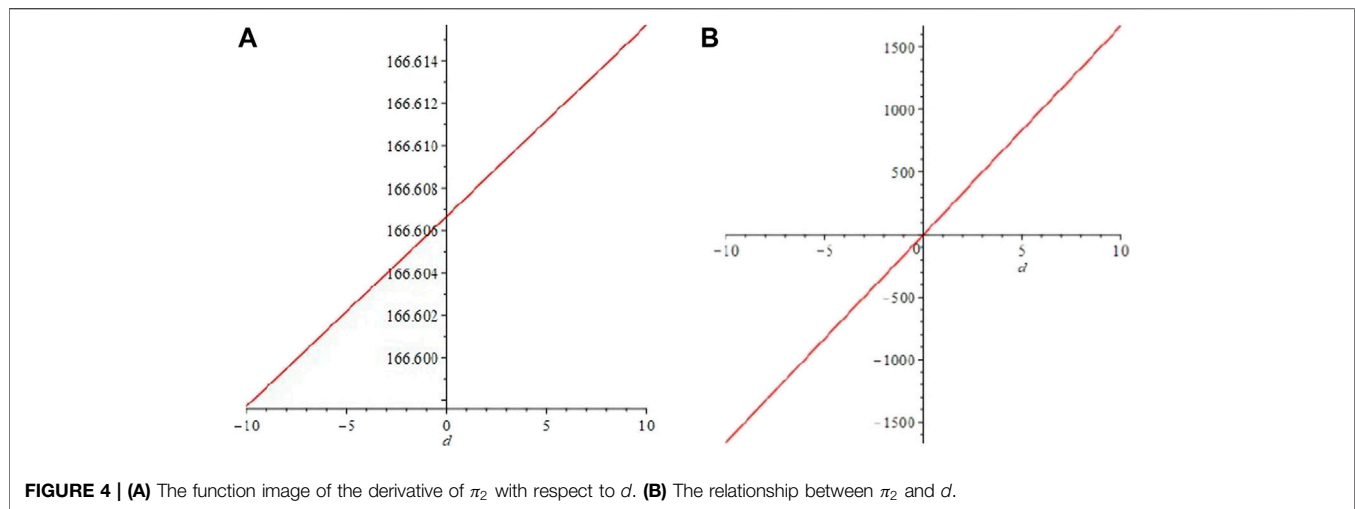 A
166.614
166.612
166.610
166.608
166.606
166.604
166.602
166.600
−10 −5 0 5 10
d
B
1500
1000
500
−10 −5 0 5 10
d
−500
−1000
−1500
FIGURE 4 | (A) The function image of the derivative of π₂ with respect to d. (B) The relationship between π₂ and d.